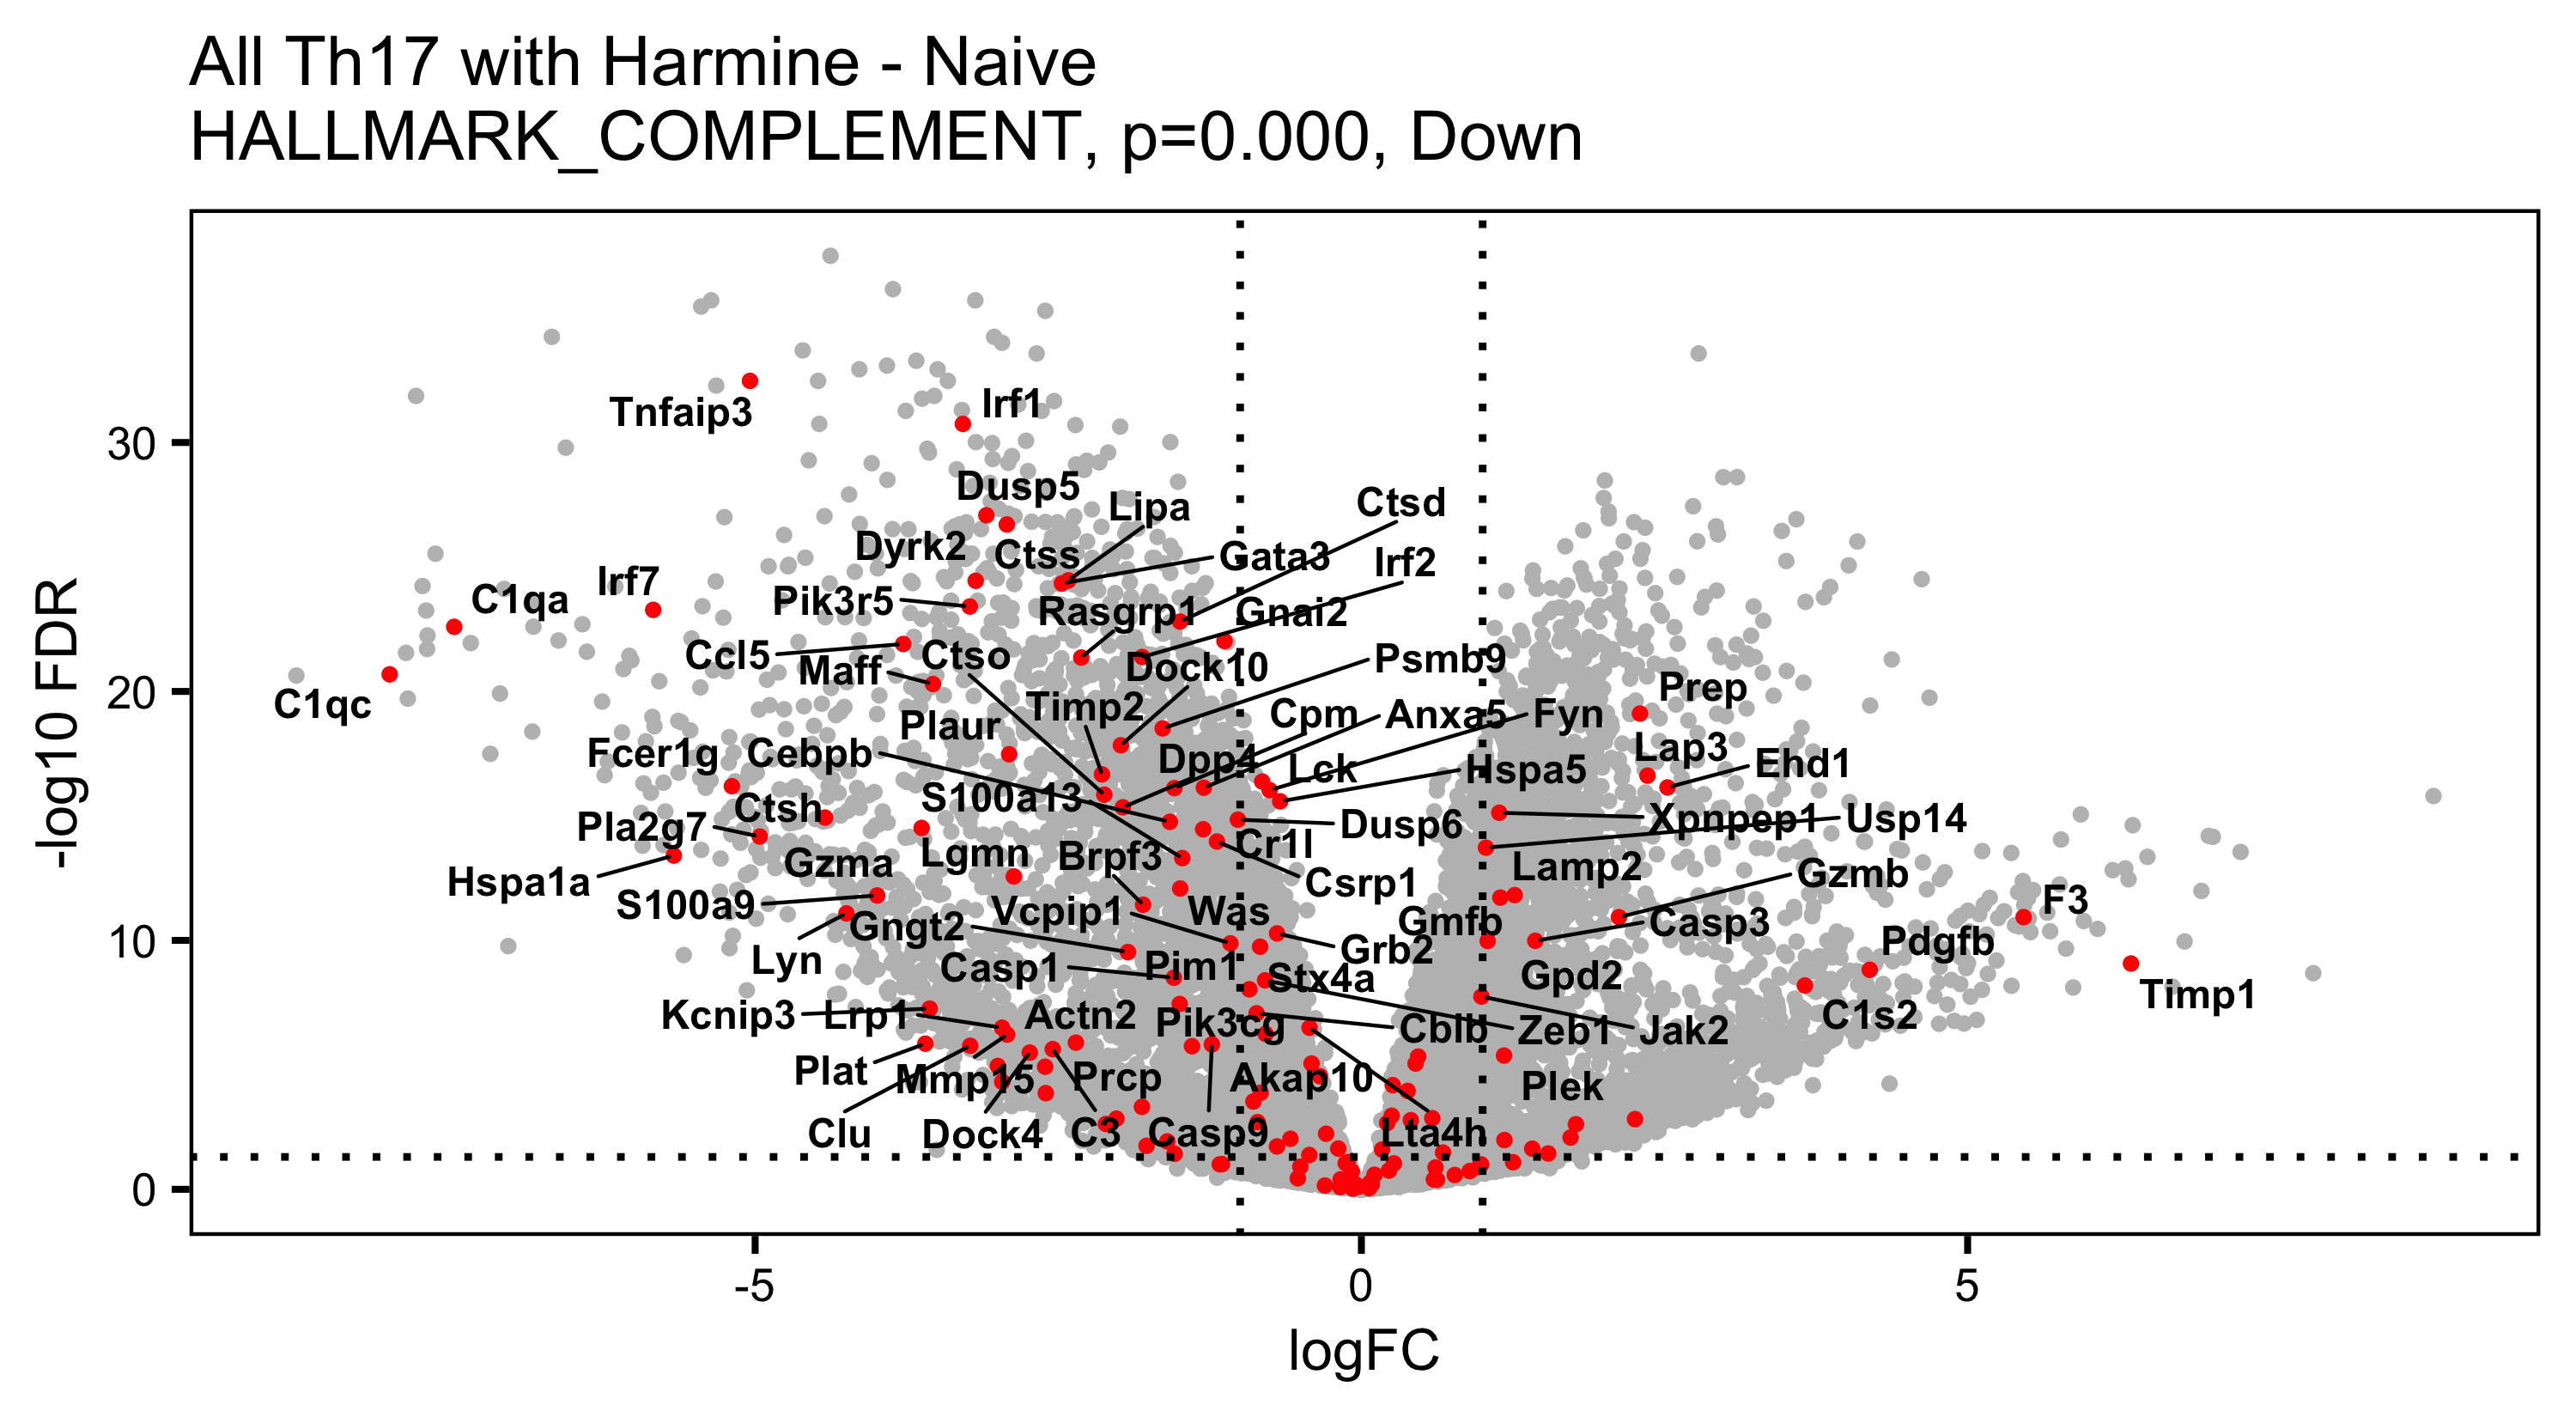 All Th17 with Harmine - Naive
HALLMARK_COMPLEMENT, p=0.000, Down
-log10 FDR
30
20
10
0
Tnfaip3
Irf1
Dusp5
Lipa
Ctsd
Dyrk2
Ctss
Gata3
Irf2
C1qa
Irf7
Pik3r5
Rasgrp1
Gnai2
Ccl5
Maff
Ctso
Dock10
Psmb9
C1qc
Timp2
Prep
Plaur
Cpm
Anxa5
Fyn
Fcer1g
Cebpb
Dpp4
Lck
Hspa5
Lap3
Ehd1
Ctsh
S100a13
Pla2g7
Dusp6
Xpnpep1
Usp14
Gzma
Lgmn
Brpf3
Cr1l
Lamp2
Hspa1a
Csrp1
Gzmb
S100a9
Gngt2
Vcpip1
Was
Gmfb
Casp3
F3
Lyn
Casp1
Pim1
Grb2
Pdgfb
Stx4a
Gpd2
Timp1
Kcnip3
Lrp1
Actn2
Pik3cg
Cblb
Zeb1
Jak2
C1s2
Plat
Mmp15
Prcp
Akap10
Plek
Clu
Dock4
C3
Casp9
Lta4h
-5
0
5
logFC